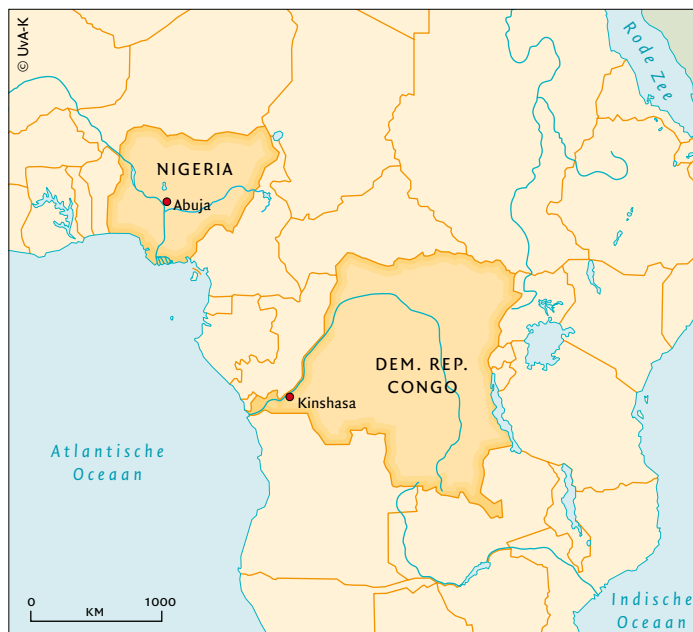 © UvA-K
Rode Zee
NIGERIA
Abuja
DEM. REP.
CONGO
Kinshasa
Atlantische
Oceaan
0 1000
KM
Indische
Oceaan